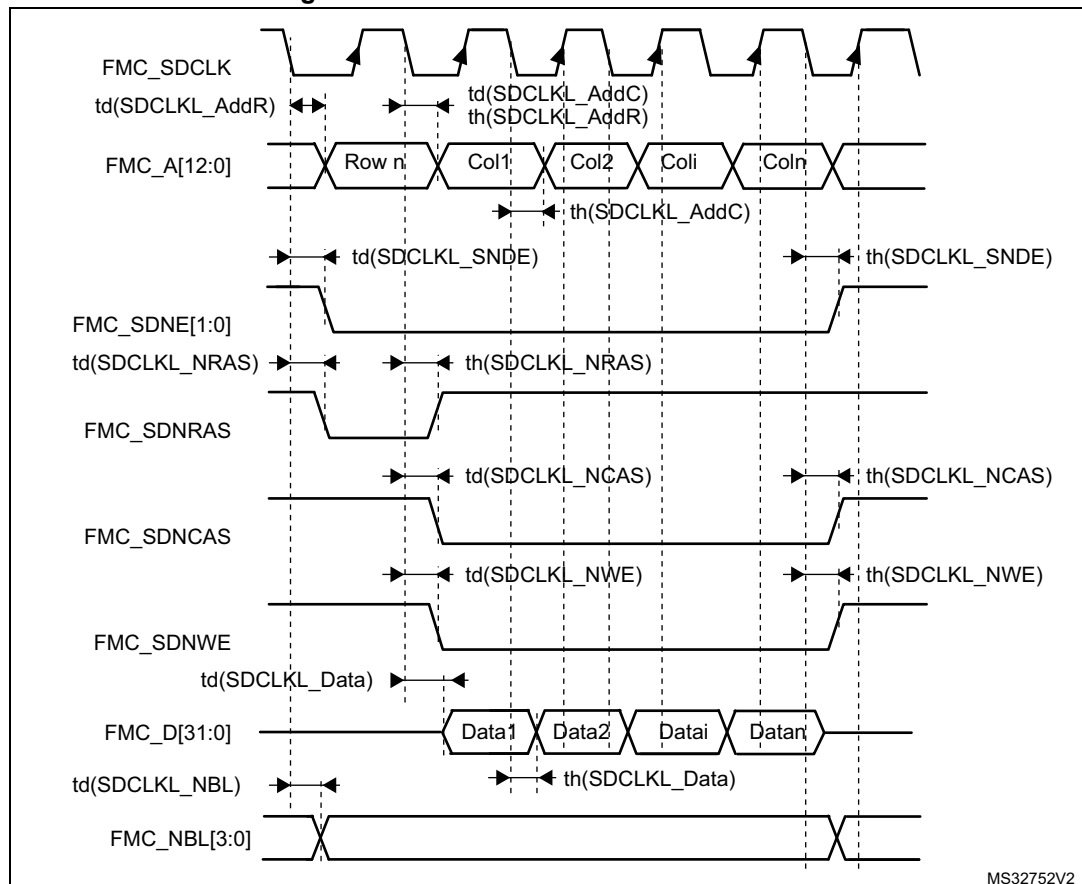 FMC_SDCLK
td(SDCLKL_AddR)
td(SDCLKL_AddC)
th(SDCLKL_AddR)
FMC_A[12:0]
Row n
Col1
Col2
Coli
Coln
th(SDCLKL_AddC)
td(SDCLKL_SNDE)
th(SDCLKL_SNDE)
FMC_SDNE[1:0]
td(SDCLKL_NRAS)
th(SDCLKL_NRAS)
FMC_SDNRAS
td(SDCLKL_NCAS)
th(SDCLKL_NCAS)
FMC_SDNCAS
td(SDCLKL_NWE)
th(SDCLKL_NWE)
FMC_SDNWE
td(SDCLKL_Data)
FMC_D[31:0]
Data1
Data2
Datai
Datan
th(SDCLKL_Data)
td(SDCLKL_NBL)
FMC_NBL[3:0]
MS32752V2